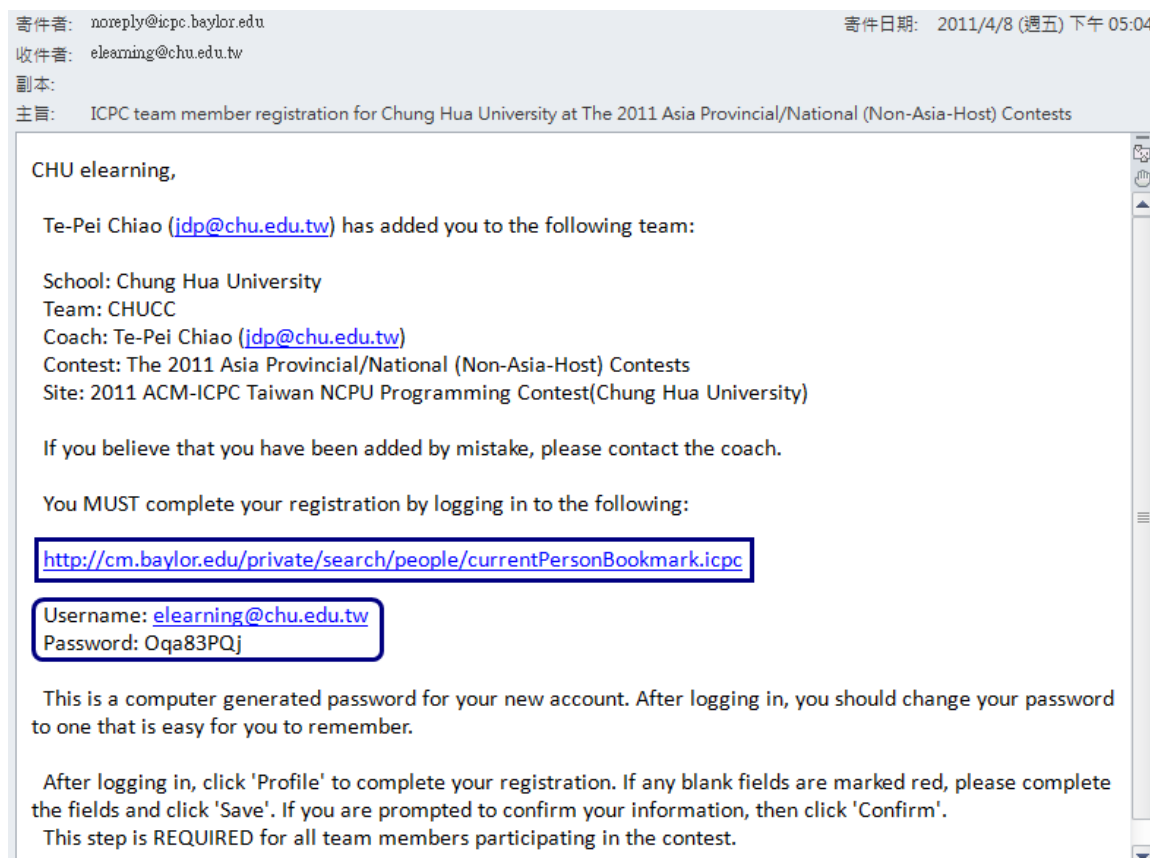 寄件者: noreply@icpc.baylor.edu 寄件日期: 2011/4/8 (週五) 下午 05:04
收件者: elearning@chu.edu.tw
副本:
主旨: ICPC team member registration for Chung Hua University at The 2011 Asia Provincial/National (Non-Asia-Host) Contests
CHU elearning,
Te-Pei Chiao (jdp@chu.edu.tw) has added you to the following team:
School: Chung Hua University
Team: CHUCC
Coach: Te-Pei Chiao (jdp@chu.edu.tw)
Contest: The 2011 Asia Provincial/National (Non-Asia-Host) Contests
Site: 2011 ACM-ICPC Taiwan NCPU Programming Contest(Chung Hua University)
If you believe that you have been added by mistake, please contact the coach.
You MUST complete your registration by logging in to the following:
http://cm.baylor.edu/private/search/people/currentPersonBookmark.icpc
Username: elearning@chu.edu.tw
Password: Oqa83PQj
This is a computer generated password for your new account. After logging in, you should change your password
to one that is easy for you to remember.
After logging in, click 'Profile' to complete your registration. If any blank fields are marked red, please complete
the fields and click 'Save'. If you are prompted to confirm your information, then click 'Confirm'.
This step is REQUIRED for all team members participating in the contest.